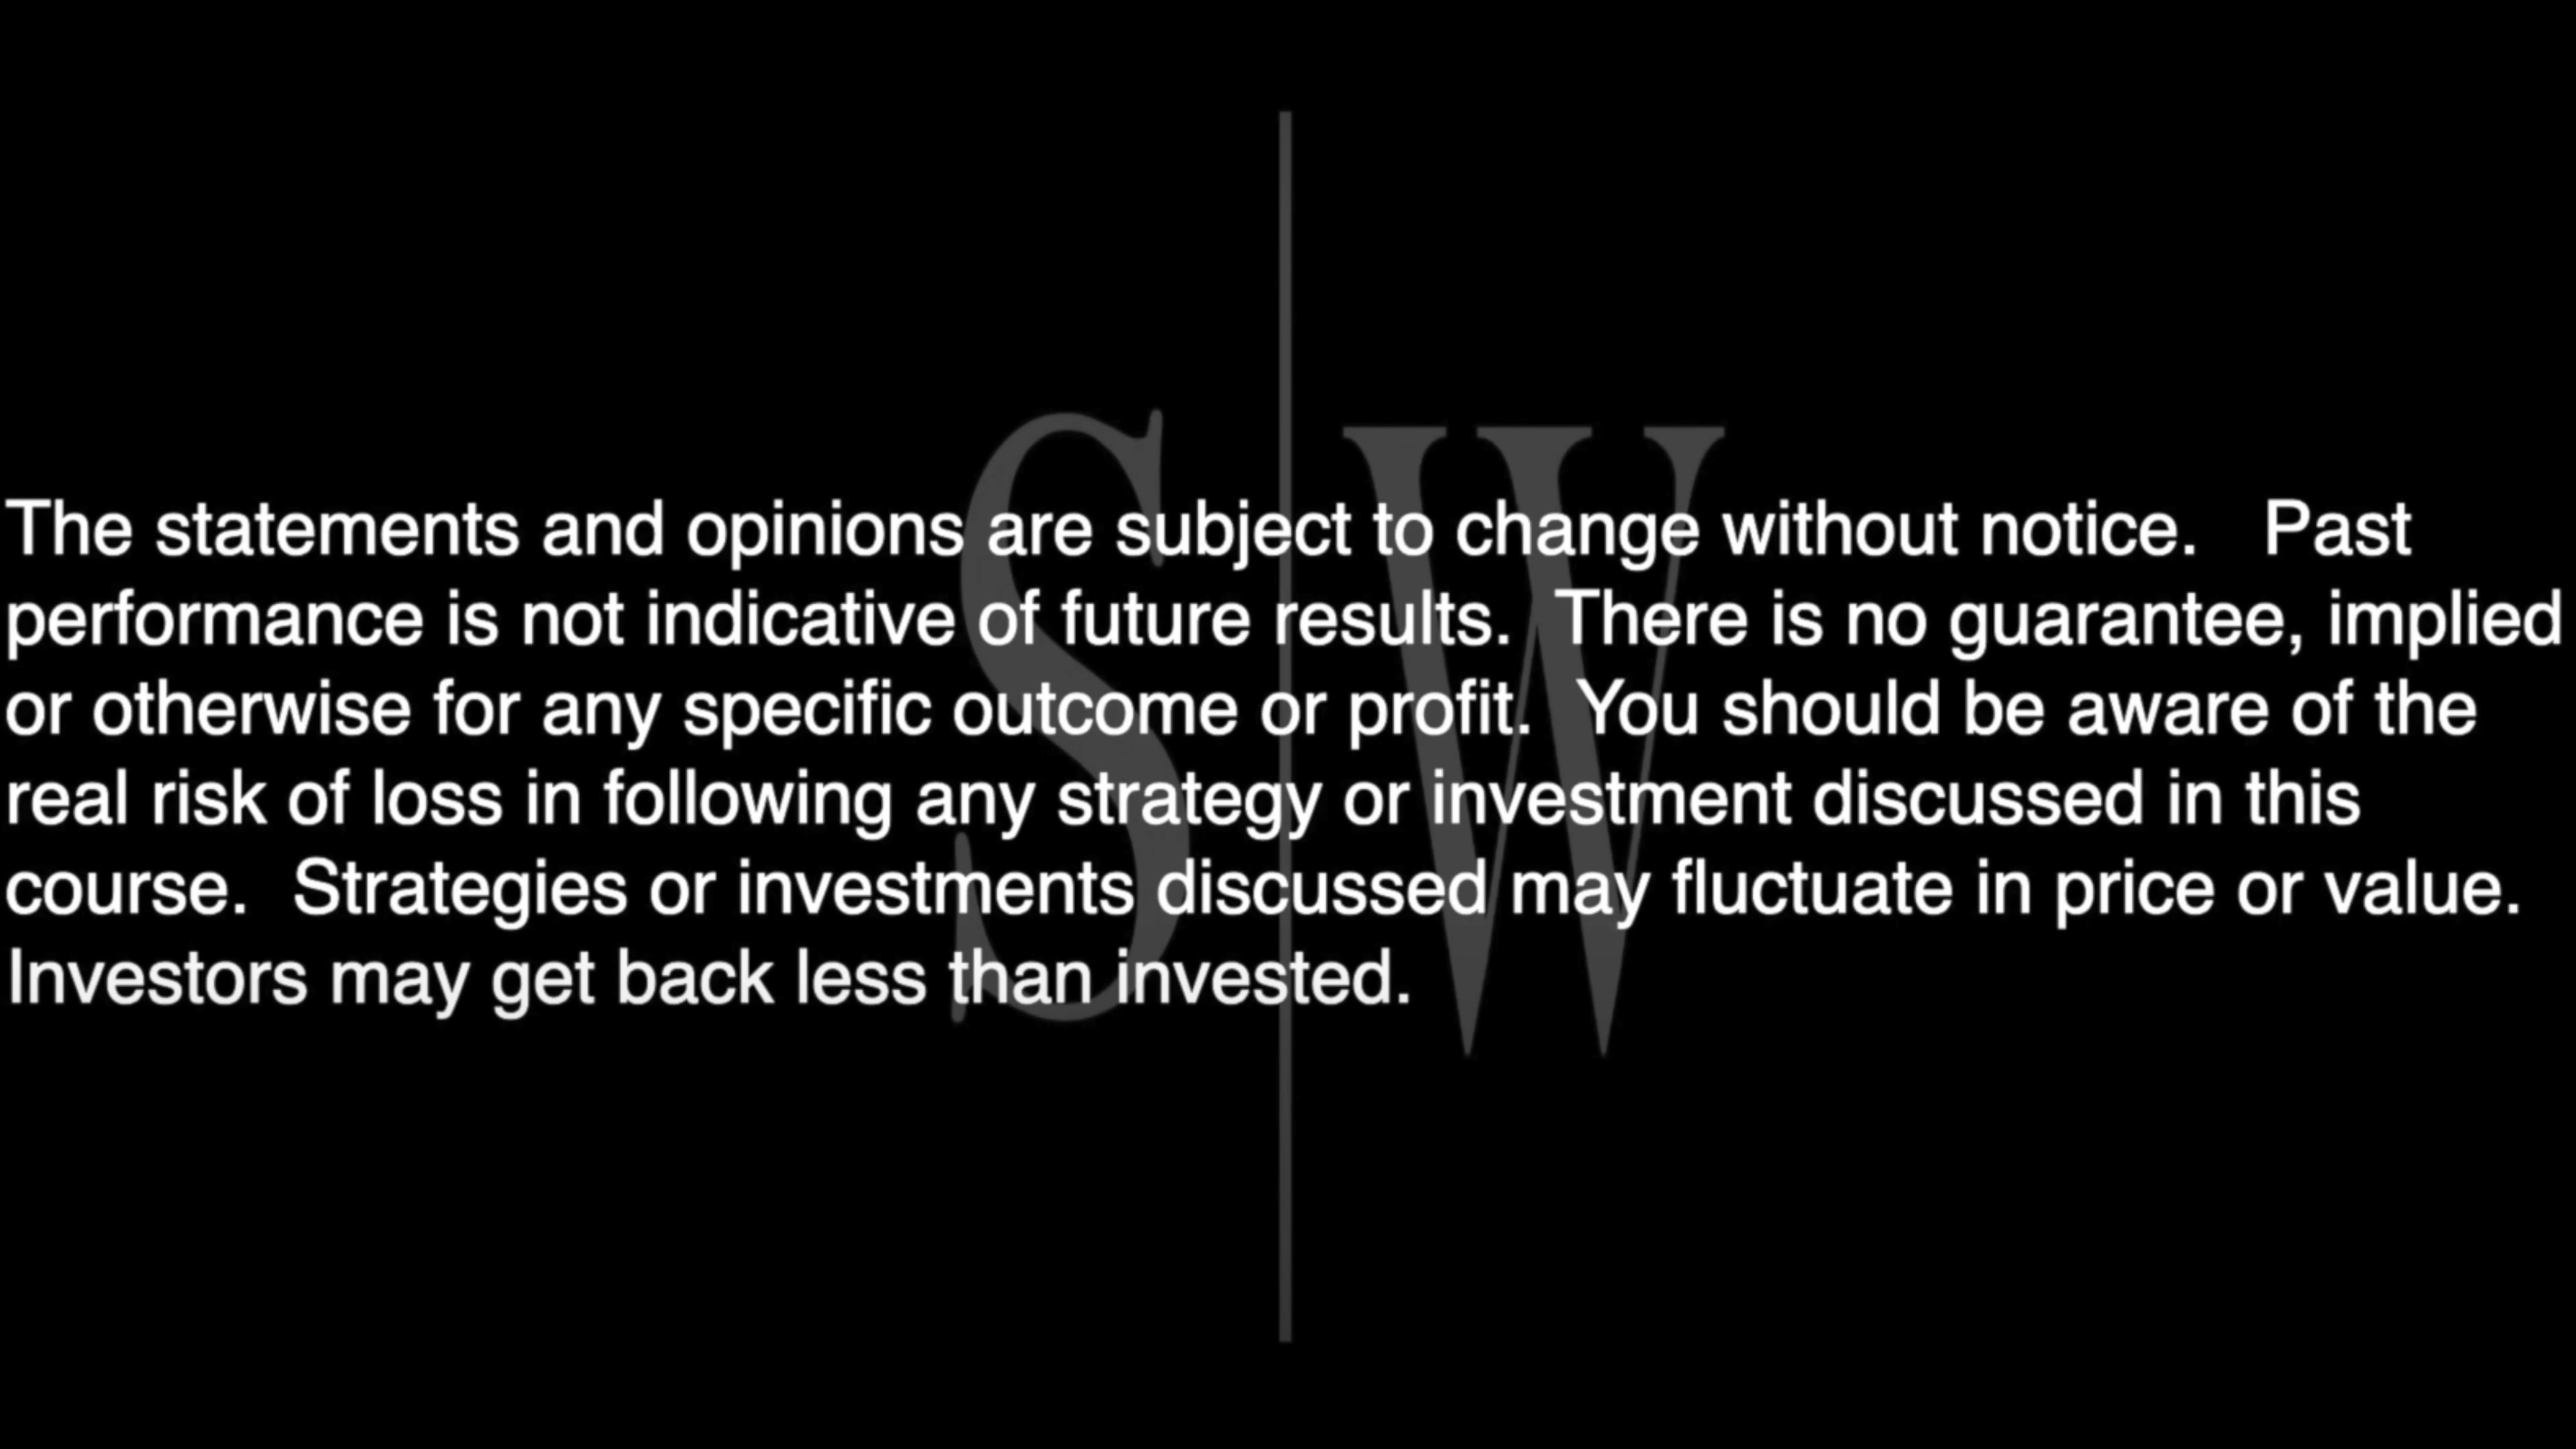 The statements and opinions are subject to change without notice.   Past
performance is not indicative of future results.  There is no guarantee, implied
or otherwise for any specific outcome or profit.  You should be aware of the
real risk of loss in following any strategy or investment discussed in this
course.  Strategies or investments discussed may fluctuate in price or value.
Investors may get back less than invested.
S W